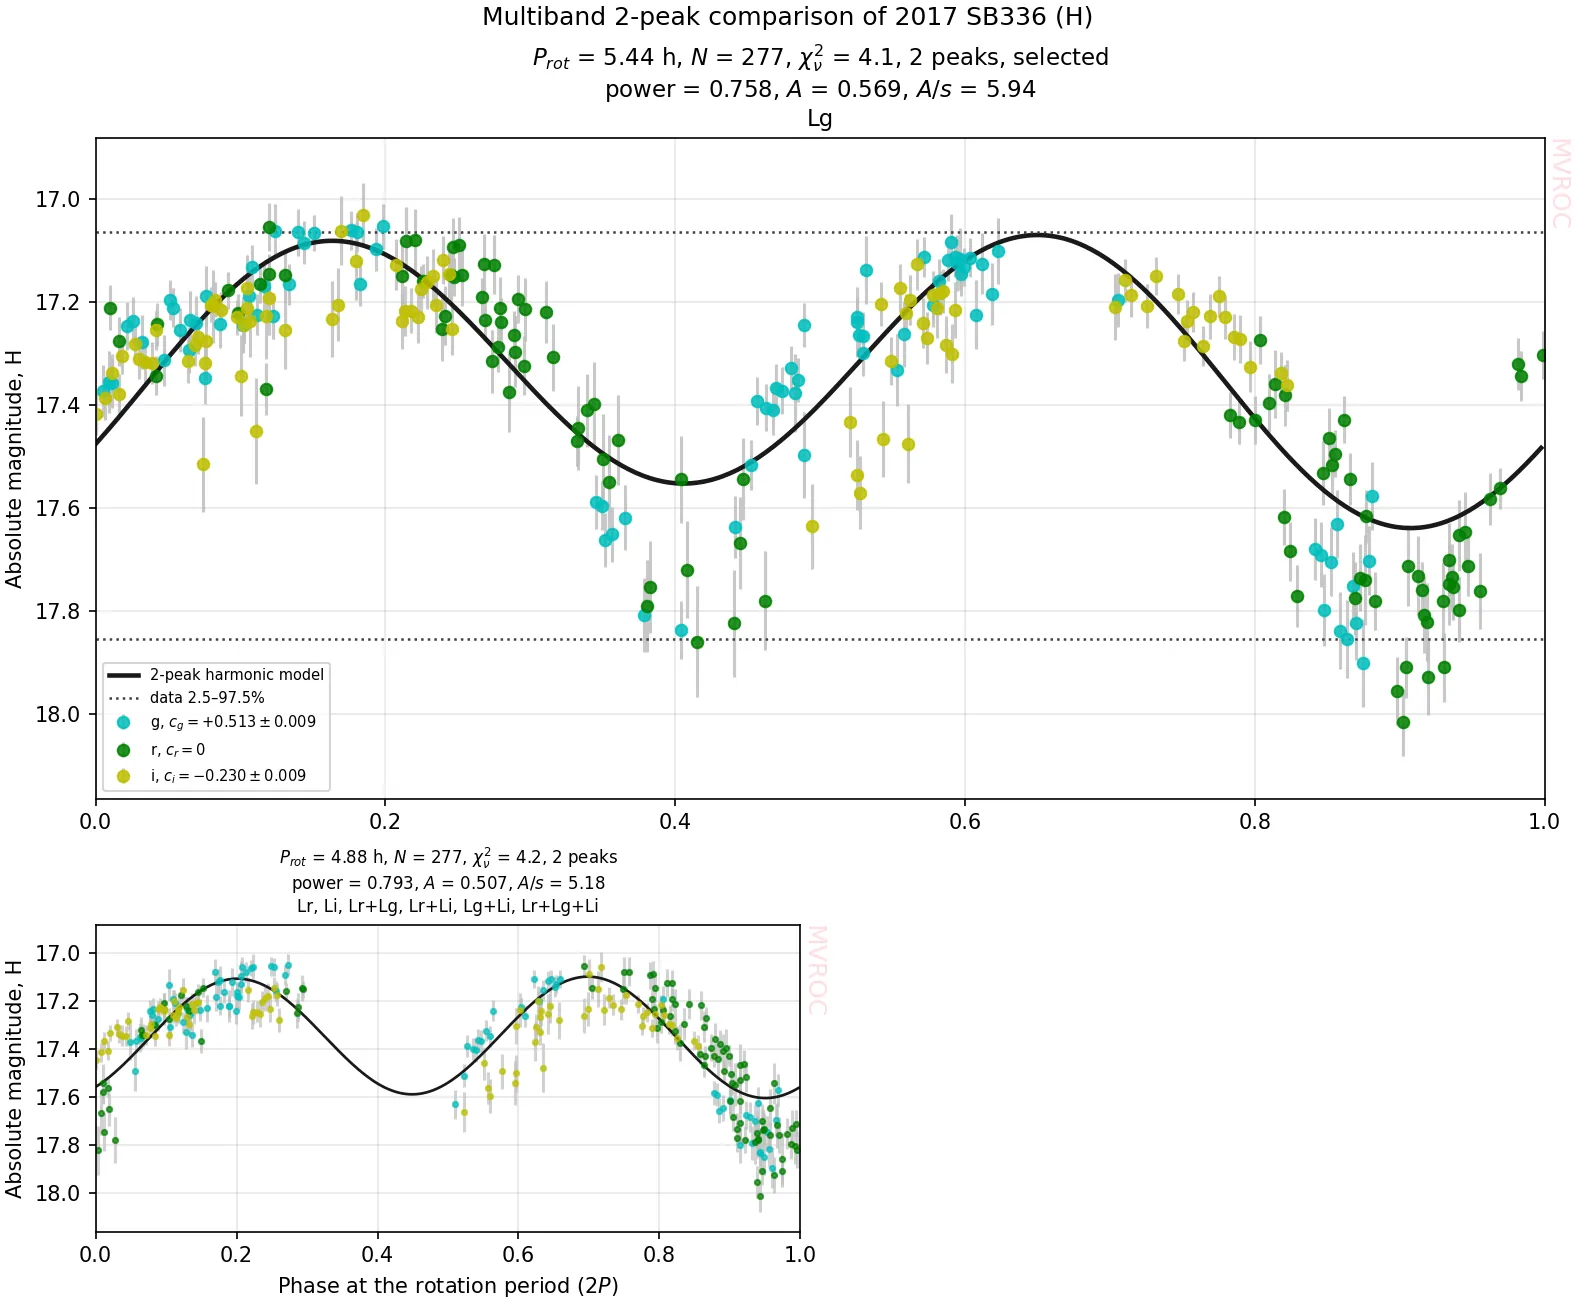 Multiband 2-peak comparison of 2017 SB336 (H)
P_rot = 5.44 h, N = 277, χ²_ν = 4.1, 2 peaks, selected
power = 0.758, A = 0.569, A/s = 5.94
Lg
MVROC
Absolute magnitude, H
17.0
17.2
17.4
17.6
17.8
18.0
2-peak harmonic model
data 2.5–97.5%
g, c_g = +0.513 ± 0.009
r, c_r = 0
i, c_i = −0.230 ± 0.009
0.0 0.2 0.4 0.6 0.8 1.0
P_rot = 4.88 h, N = 277, χ²_ν = 4.2, 2 peaks
power = 0.793, A = 0.507, A/s = 5.18
Lr, Li, Lr+Lg, Lr+Li, Lg+Li, Lr+Lg+Li
MVROC
Absolute magnitude, H
17.0
17.2
17.4
17.6
17.8
18.0
0.0 0.2 0.4 0.6 0.8 1.0
Phase at the rotation period (2P)